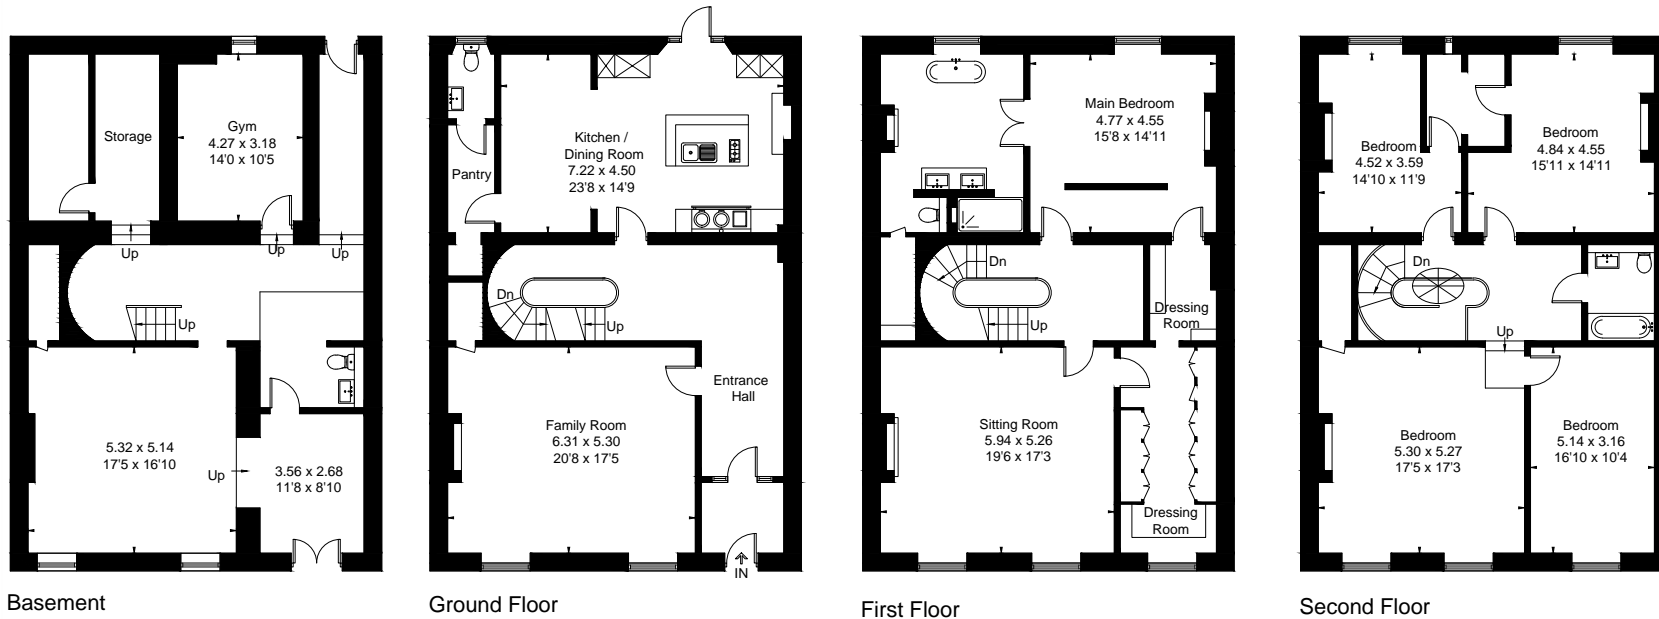 Storage
Gym
4.27 x 3.18
14'0 x 10'5
Up
Up
Up
Up
5.32 x 5.14
17'5 x 16'10
Up
3.56 x 2.68
11'8 x 8'10
Basement
Kitchen /
Dining Room
7.22 x 4.50
23'8 x 14'9
Pantry
Dn
Up
Entrance
Hall
Family Room
6.31 x 5.30
20'8 x 17'5
IN
Ground Floor
Main Bedroom
4.77 x 4.55
15'8 x 14'11
Dn
Up
Dressing
Room
Sitting Room
5.94 x 5.26
19'6 x 17'3
Dressing
Room
First Floor
Bedroom
4.52 x 3.59
14'10 x 11'9
Bedroom
4.84 x 4.55
15'11 x 14'11
Dn
Up
Bedroom
5.30 x 5.27
17'5 x 17'3
Bedroom
5.14 x 3.16
16'10 x 10'4
Second Floor